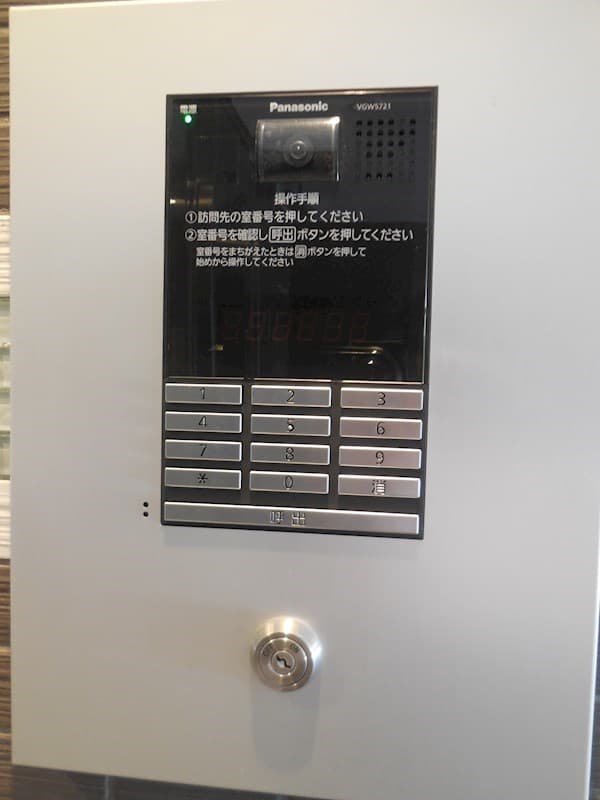 電源 Panasonic VGW5721
操作手順
①訪問先の室番号を押してください
②室番号を確認し呼出ボタンを押してください
室番号をまちがえたときは消ボタンを押して
始めから操作してください
1 2 3
4 5 6
7 8 9
* 0 消
呼出